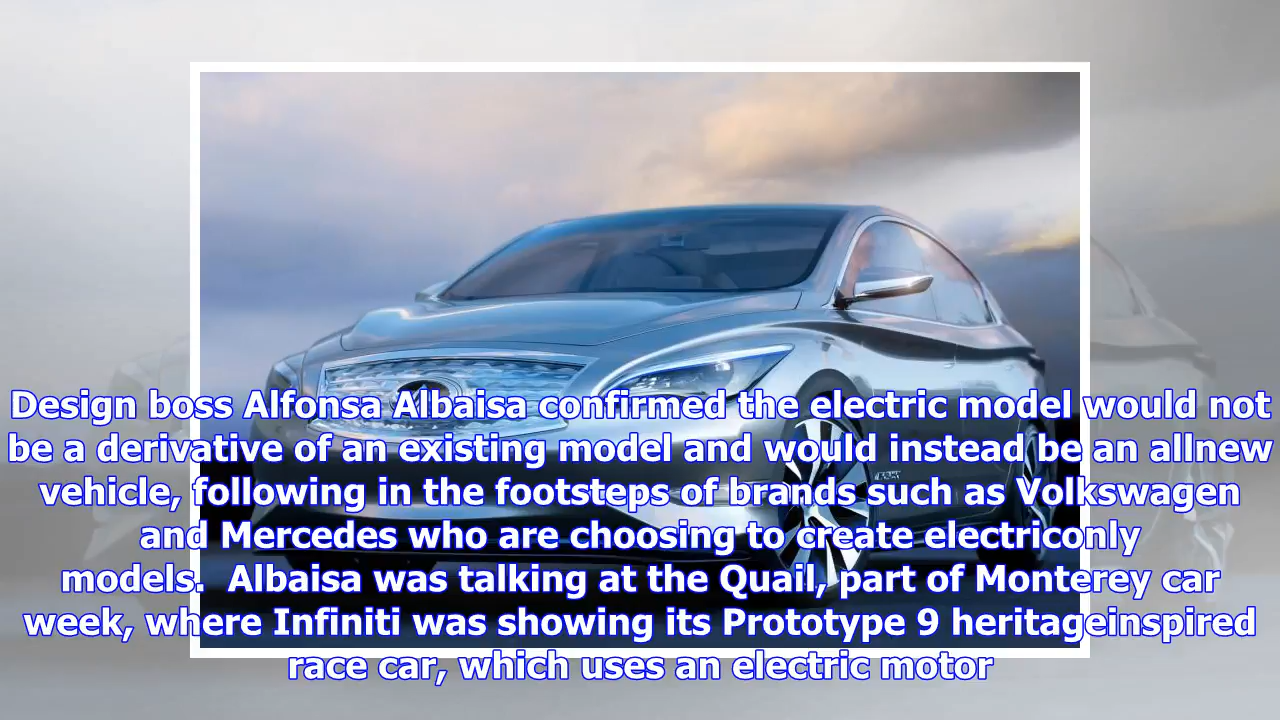 Design boss Alfonsa Albaisa confirmed the electric model would not
be a derivative of an existing model and would instead be an allnew
vehicle, following in the footsteps of brands such as Volkswagen
and Mercedes who are choosing to create electriconly
models.  Albaisa was talking at the Quail, part of Monterey car
week, where Infiniti was showing its Prototype 9 heritageinspired
race car, which uses an electric motor